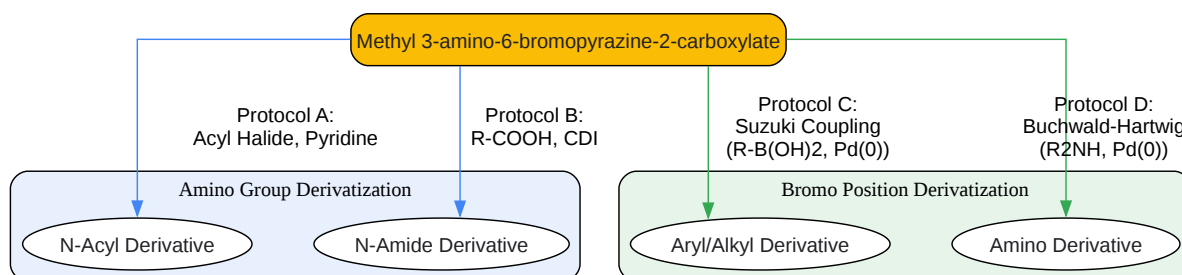 Methyl 3-amino-6-bromopyrazine-2-carboxylate
Protocol A:
Acyl Halide, Pyridine
Protocol B:
R-COOH, CDI
Protocol C:
Suzuki Coupling
(R-B(OH)2, Pd(0))
Protocol D:
Buchwald-Hartwig
(R2NH, Pd(0))
Amino Group Derivatization
Bromo Position Derivatization
N-Acyl Derivative
N-Amide Derivative
Aryl/Alkyl Derivative
Amino Derivative